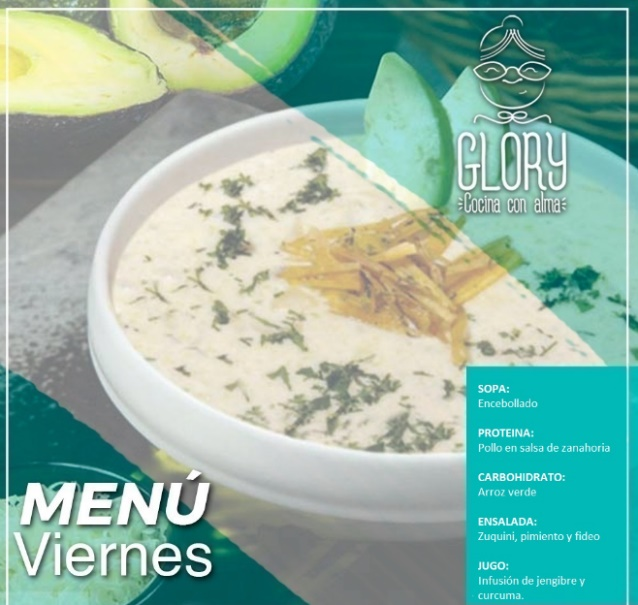 GLORY
Cocina con alma
SOPA:
Encebollado
PROTEINA:
Pollo en salsa de zanahoria
CARBOHIDRATO:
Arroz verde
ENSALADA:
Zuquini, pimiento y fideo
JUGO:
Infusión de jengibre y
curcuma.
MENÚ
Viernes